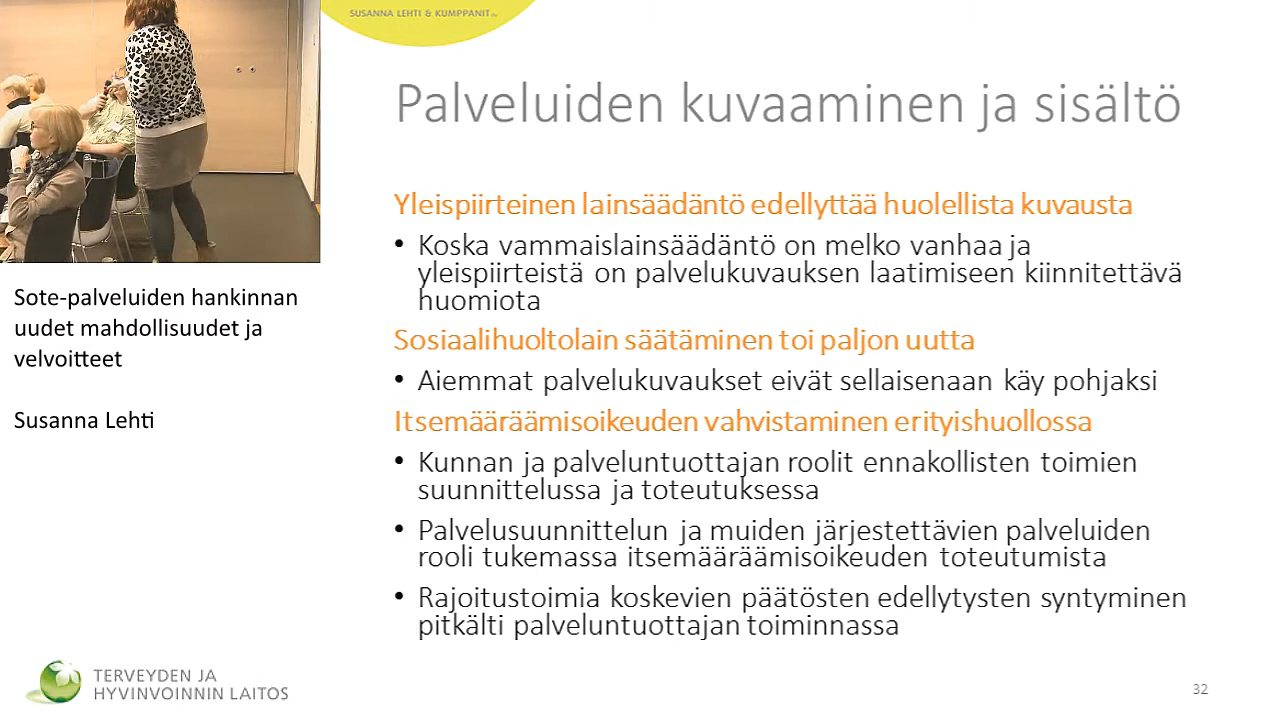 SUSANNA LEHTI & KUMPPANIT
Palveluiden kuvaaminen ja sisältö
Yleispiirteinen lainsäädäntö edellyttää huolellista kuvausta
• Koska vammaislainsäädäntö on melko vanhaa ja
yleispiirteistä on palvelukuvauksen laatimiseen kiinnitettävä
huomiota
Sosiaalihuoltolain säätäminen toi paljon uutta
• Aiemmat palvelukuvaukset eivät sellaisenaan käy pohjaksi
Itsemääräämisoikeuden vahvistaminen erityishuollossa
• Kunnan ja palveluntuottajan roolit ennakollisten toimien
suunnittelussa ja toteutuksessa
• Palvelusuunnittelun ja muiden järjestettävien palveluiden
rooli tukemassa itsemääräämisoikeuden toteutumista
• Rajoitustoimia koskevien päätösten edellytysten syntyminen
pitkälti palveluntuottajan toiminnassa
Sote-palveluiden hankinnan
uudet mahdollisuudet ja
velvoitteet
Susanna Lehti
TERVEYDEN JA
HYVINVOINNIN LAITOS
32